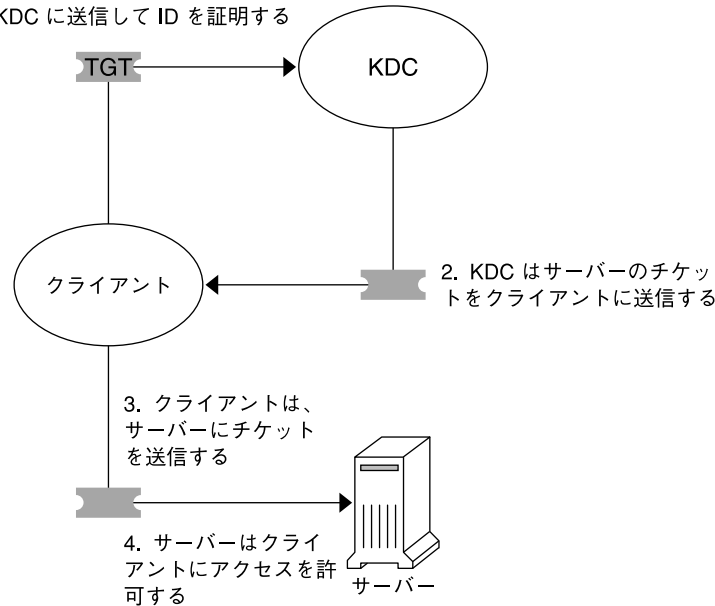 KDC に送信して ID を証明する
TGT
KDC
クライアント
2. KDC はサーバーのチケッ
トをクライアントに送信する
3. クライアントは、
サーバーにチケット
を送信する
4. サーバーはクライ
アントにアクセスを許
可する
サーバー